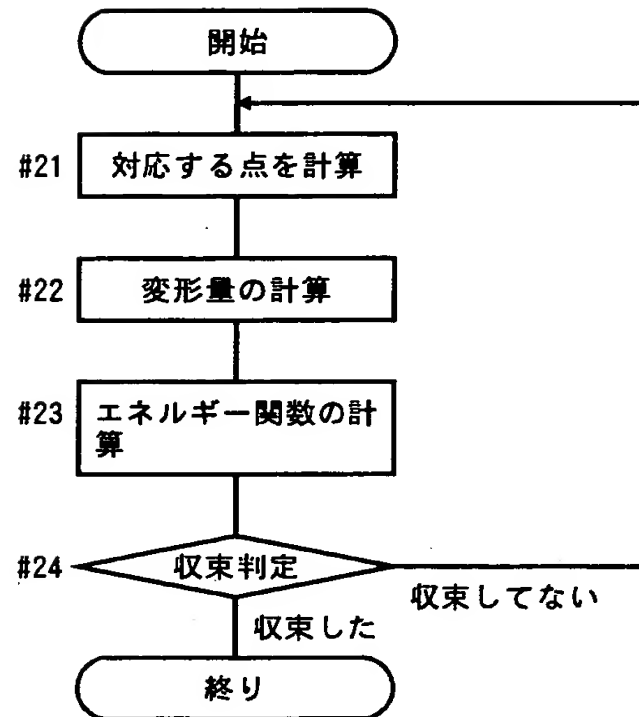 開始
#21 対応する点を計算
#22 変形量の計算
#23 エネルギー関数の計
算
#24 収束判定
収束してない
収束した
終り